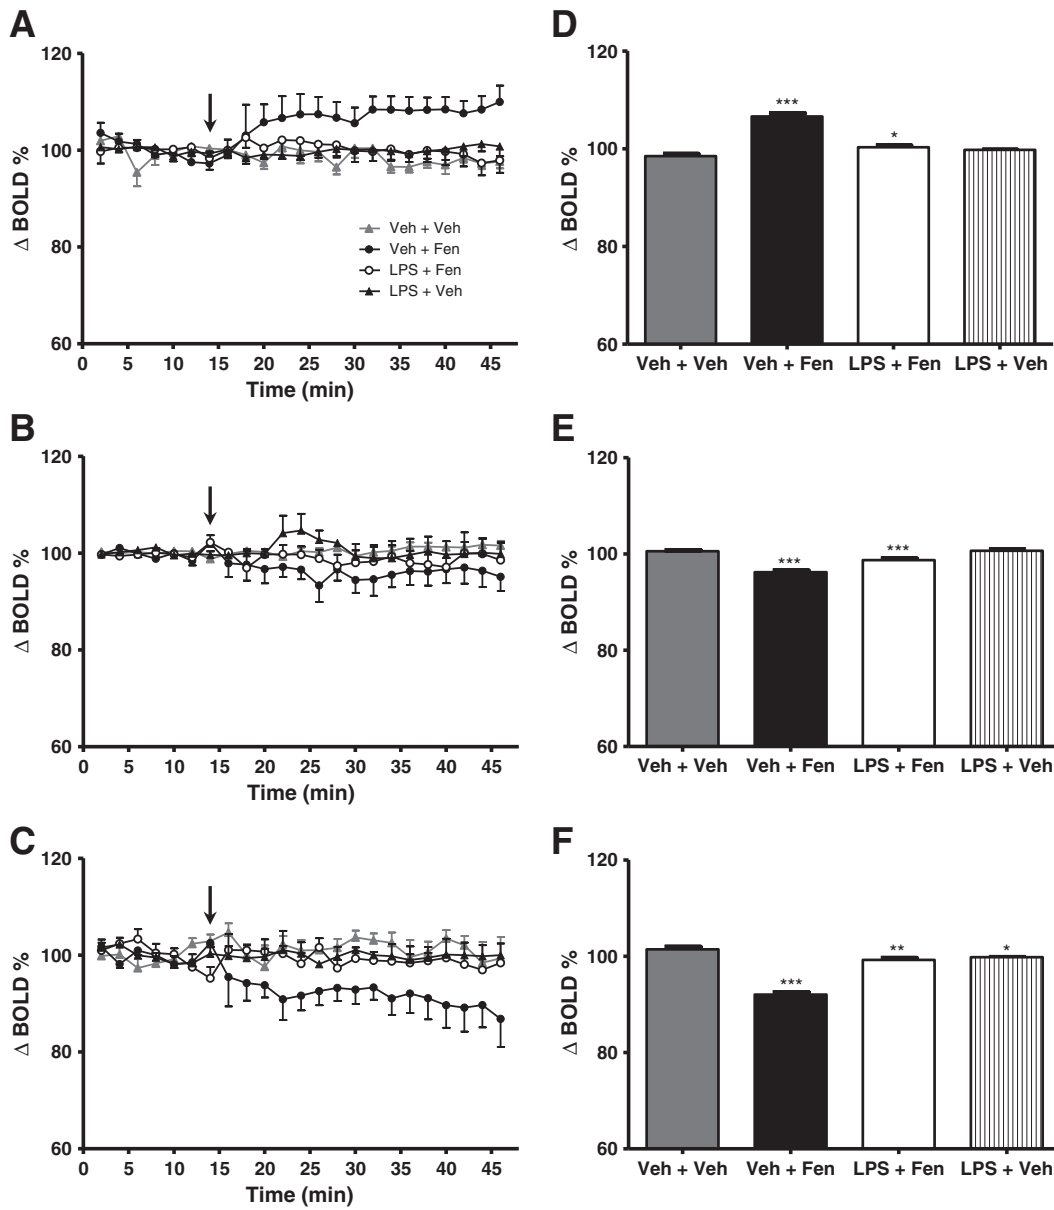 A
120
100
80
60
Δ BOLD %
Veh + Veh
Veh + Fen
LPS + Fen
LPS + Veh
0 5 10 15 20 25 30 35 40 45
Time (min)
D
120
100
80
60
Δ BOLD %
***
*
Veh + Veh Veh + Fen LPS + Fen LPS + Veh
B
120
100
80
60
Δ BOLD %
0 5 10 15 20 25 30 35 40 45
Time (min)
E
120
100
80
60
Δ BOLD %
***
***
Veh + Veh Veh + Fen LPS + Fen LPS + Veh
C
120
100
80
60
Δ BOLD %
0 5 10 15 20 25 30 35 40 45
Time (min)
F
120
100
80
60
Δ BOLD %
***
**
*
Veh + Veh Veh + Fen LPS + Fen LPS + Veh